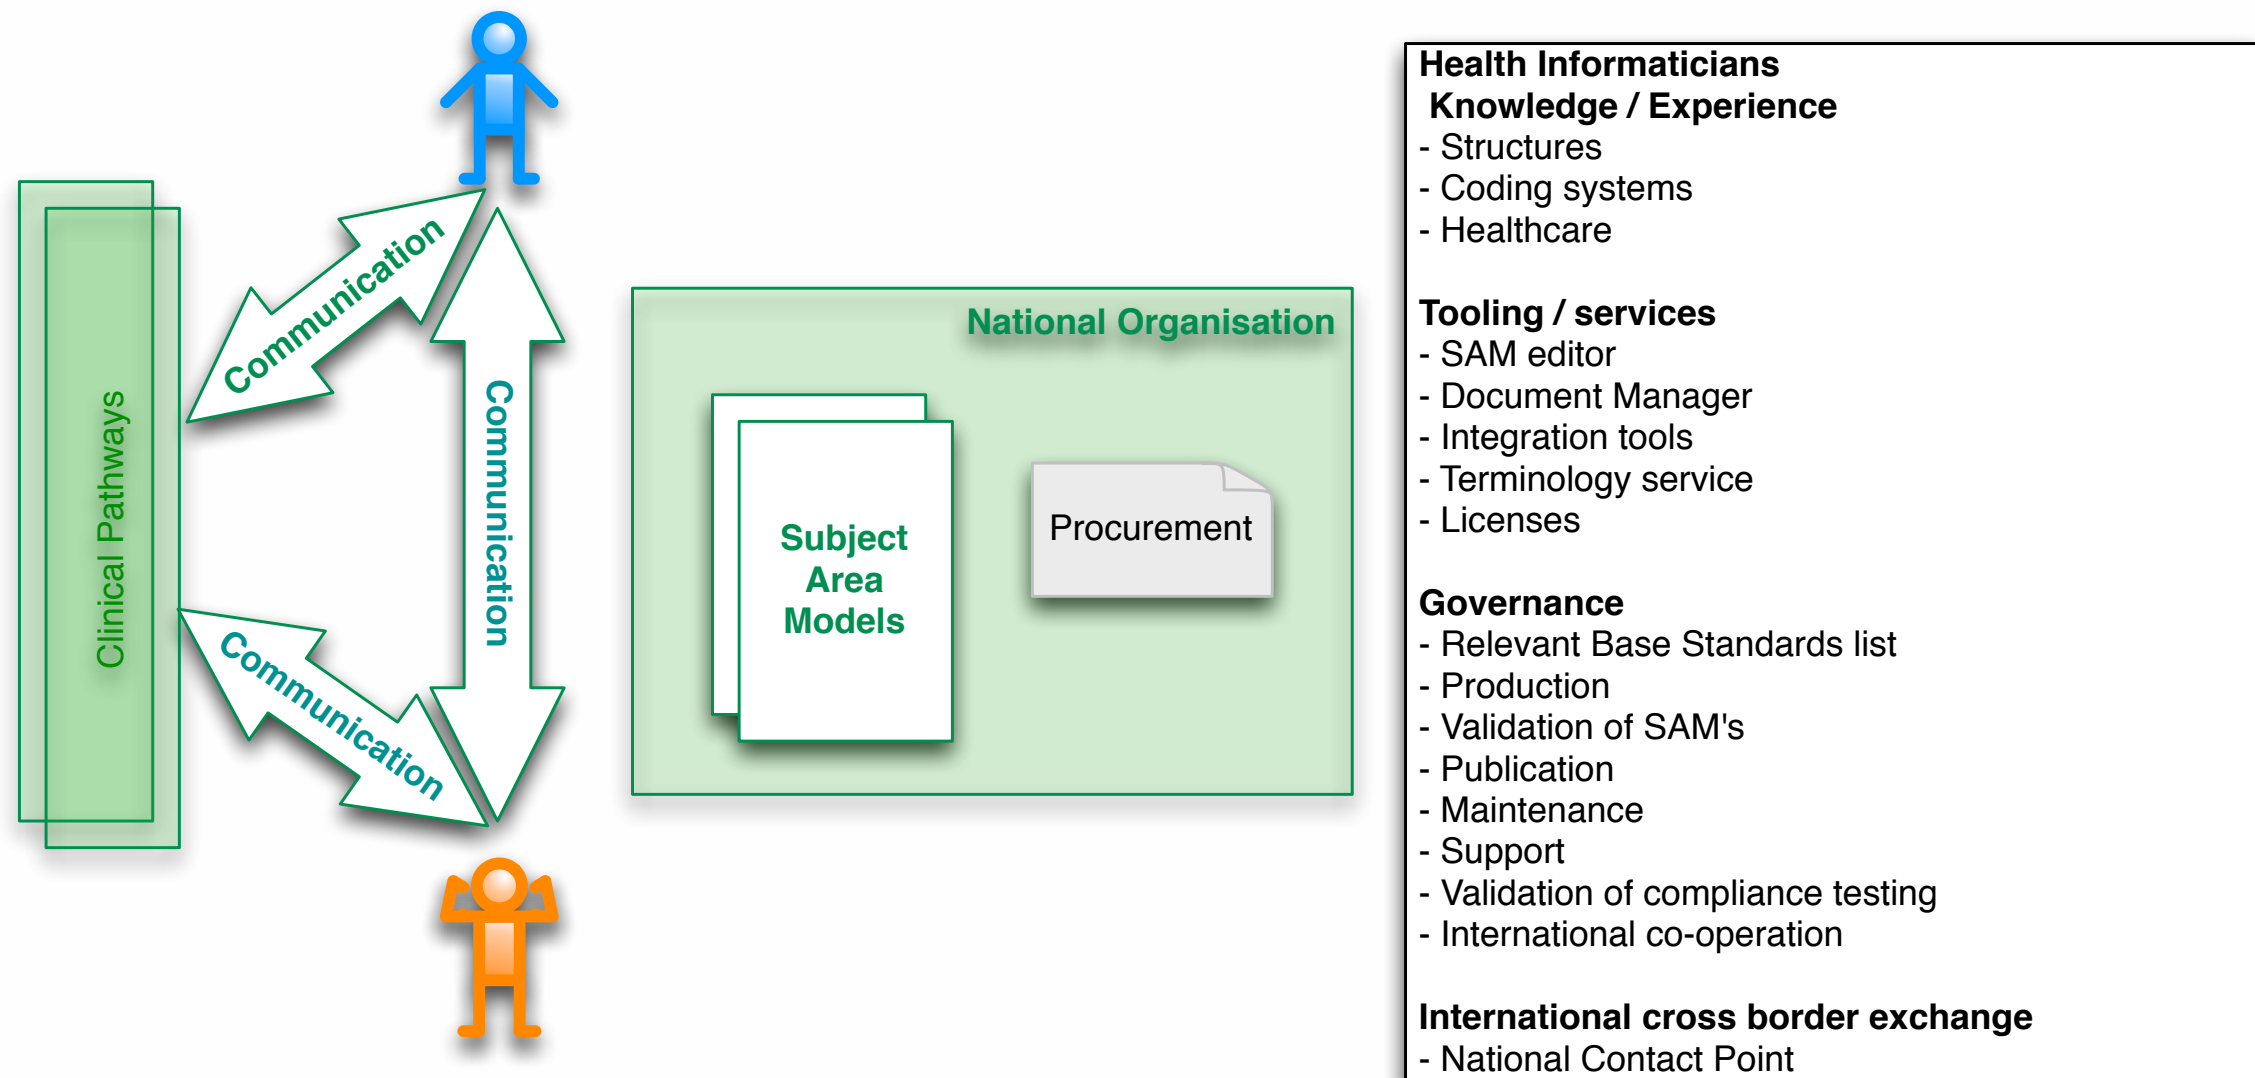 Clinical Pathways
Communication
Communication
Communication
National Organisation
Subject
Area
Models
Procurement
Health Informaticians
Knowledge / Experience
- Structures
- Coding systems
- Healthcare
Tooling / services
- SAM editor
- Document Manager
- Integration tools
- Terminology service
- Licenses
Governance
- Relevant Base Standards list
- Production
- Validation of SAM's
- Publication
- Maintenance
- Support
- Validation of compliance testing
- International co-operation
International cross border exchange
- National Contact Point